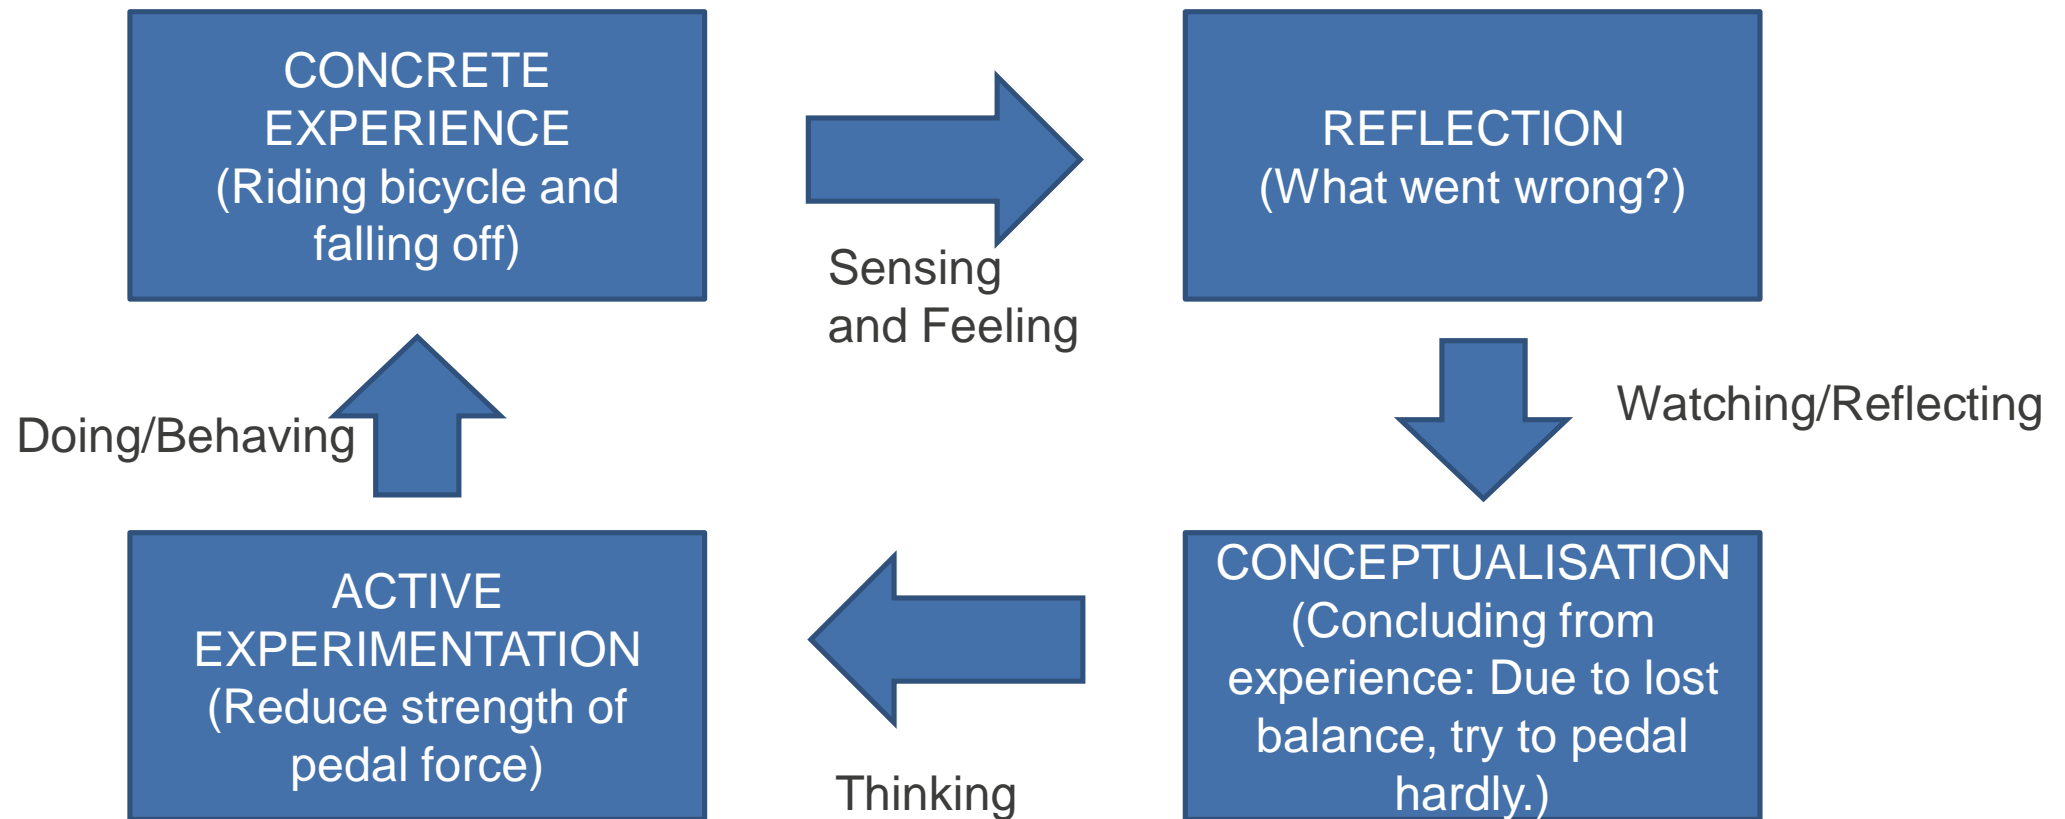 CONCRETE
EXPERIENCE
(Riding bicycle and
falling off)
Sensing
and Feeling
REFLECTION
(What went wrong?)
Watching/Reflecting
Doing/Behaving
CONCEPTUALISATION
(Concluding from
experience: Due to lost
balance, try to pedal
hardly.)
Thinking
ACTIVE
EXPERIMENTATION
(Reduce strength of
pedal force)